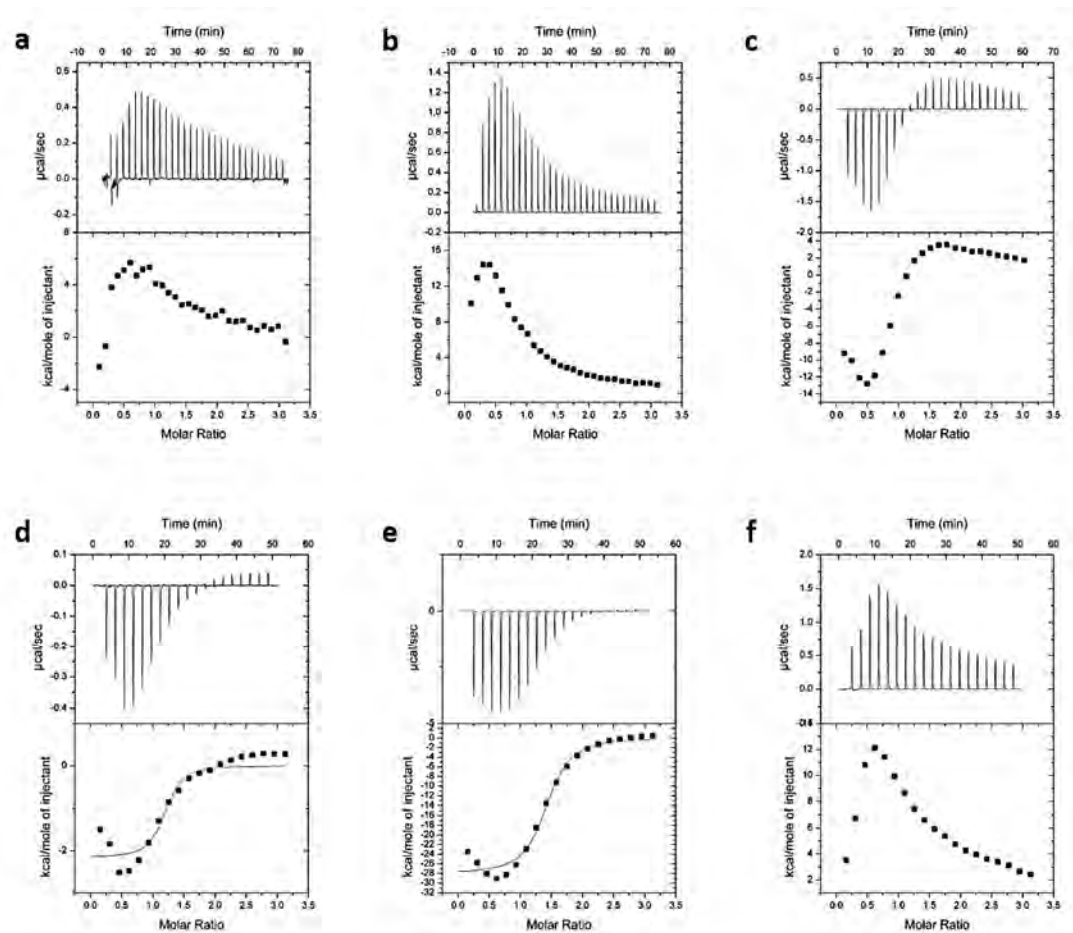 a
Time (min)
-10 0 10 20 30 40 50 60 70 80
0.6
0.4
0.2
0.0
-0.2
µcal/sec
8
4
0
-4
kcal/mole of injectant
0.0 0.5 1.0 1.5 2.0 2.5 3.0 3.5
Molar Ratio
b
Time (min)
-10 0 10 20 30 40 50 60 70 80
1.4
1.2
1.0
0.8
0.6
0.4
0.2
0.0
-0.2
µcal/sec
16
12
8
4
0
kcal/mole of injectant
0.0 0.5 1.0 1.5 2.0 2.5 3.0 3.5
Molar Ratio
c
Time (min)
0 10 20 30 40 50 60 70
0.5
0.0
-0.5
-1.0
-1.5
-2.0
µcal/sec
4
2
0
-2
-4
-6
-8
-10
-12
-14
kcal/mole of injectant
0.0 0.5 1.0 1.5 2.0 2.5 3.0 3.5
Molar Ratio
d
Time (min)
0 10 20 30 40 50 60
0.1
0.0
-0.1
-0.2
-0.3
-0.4
µcal/sec
0
-2
kcal/mole of injectant
0.0 0.5 1.0 1.5 2.0 2.5 3.0 3.5
Molar Ratio
e
Time (min)
0 10 20 30 40 50 60
0
-5
µcal/sec
2
0
-2
-4
-6
-8
-10
-12
-14
-16
-18
-20
-22
-24
-26
-28
-30
-32
kcal/mole of injectant
0.0 0.5 1.0 1.5 2.0 2.5 3.0 3.5
Molar Ratio
f
Time (min)
0 10 20 30 40 50 60
2.0
1.5
1.0
0.5
0.0
µcal/sec
12
10
8
6
4
2
kcal/mole of injectant
0.0 0.5 1.0 1.5 2.0 2.5 3.0 3.5
Molar Ratio